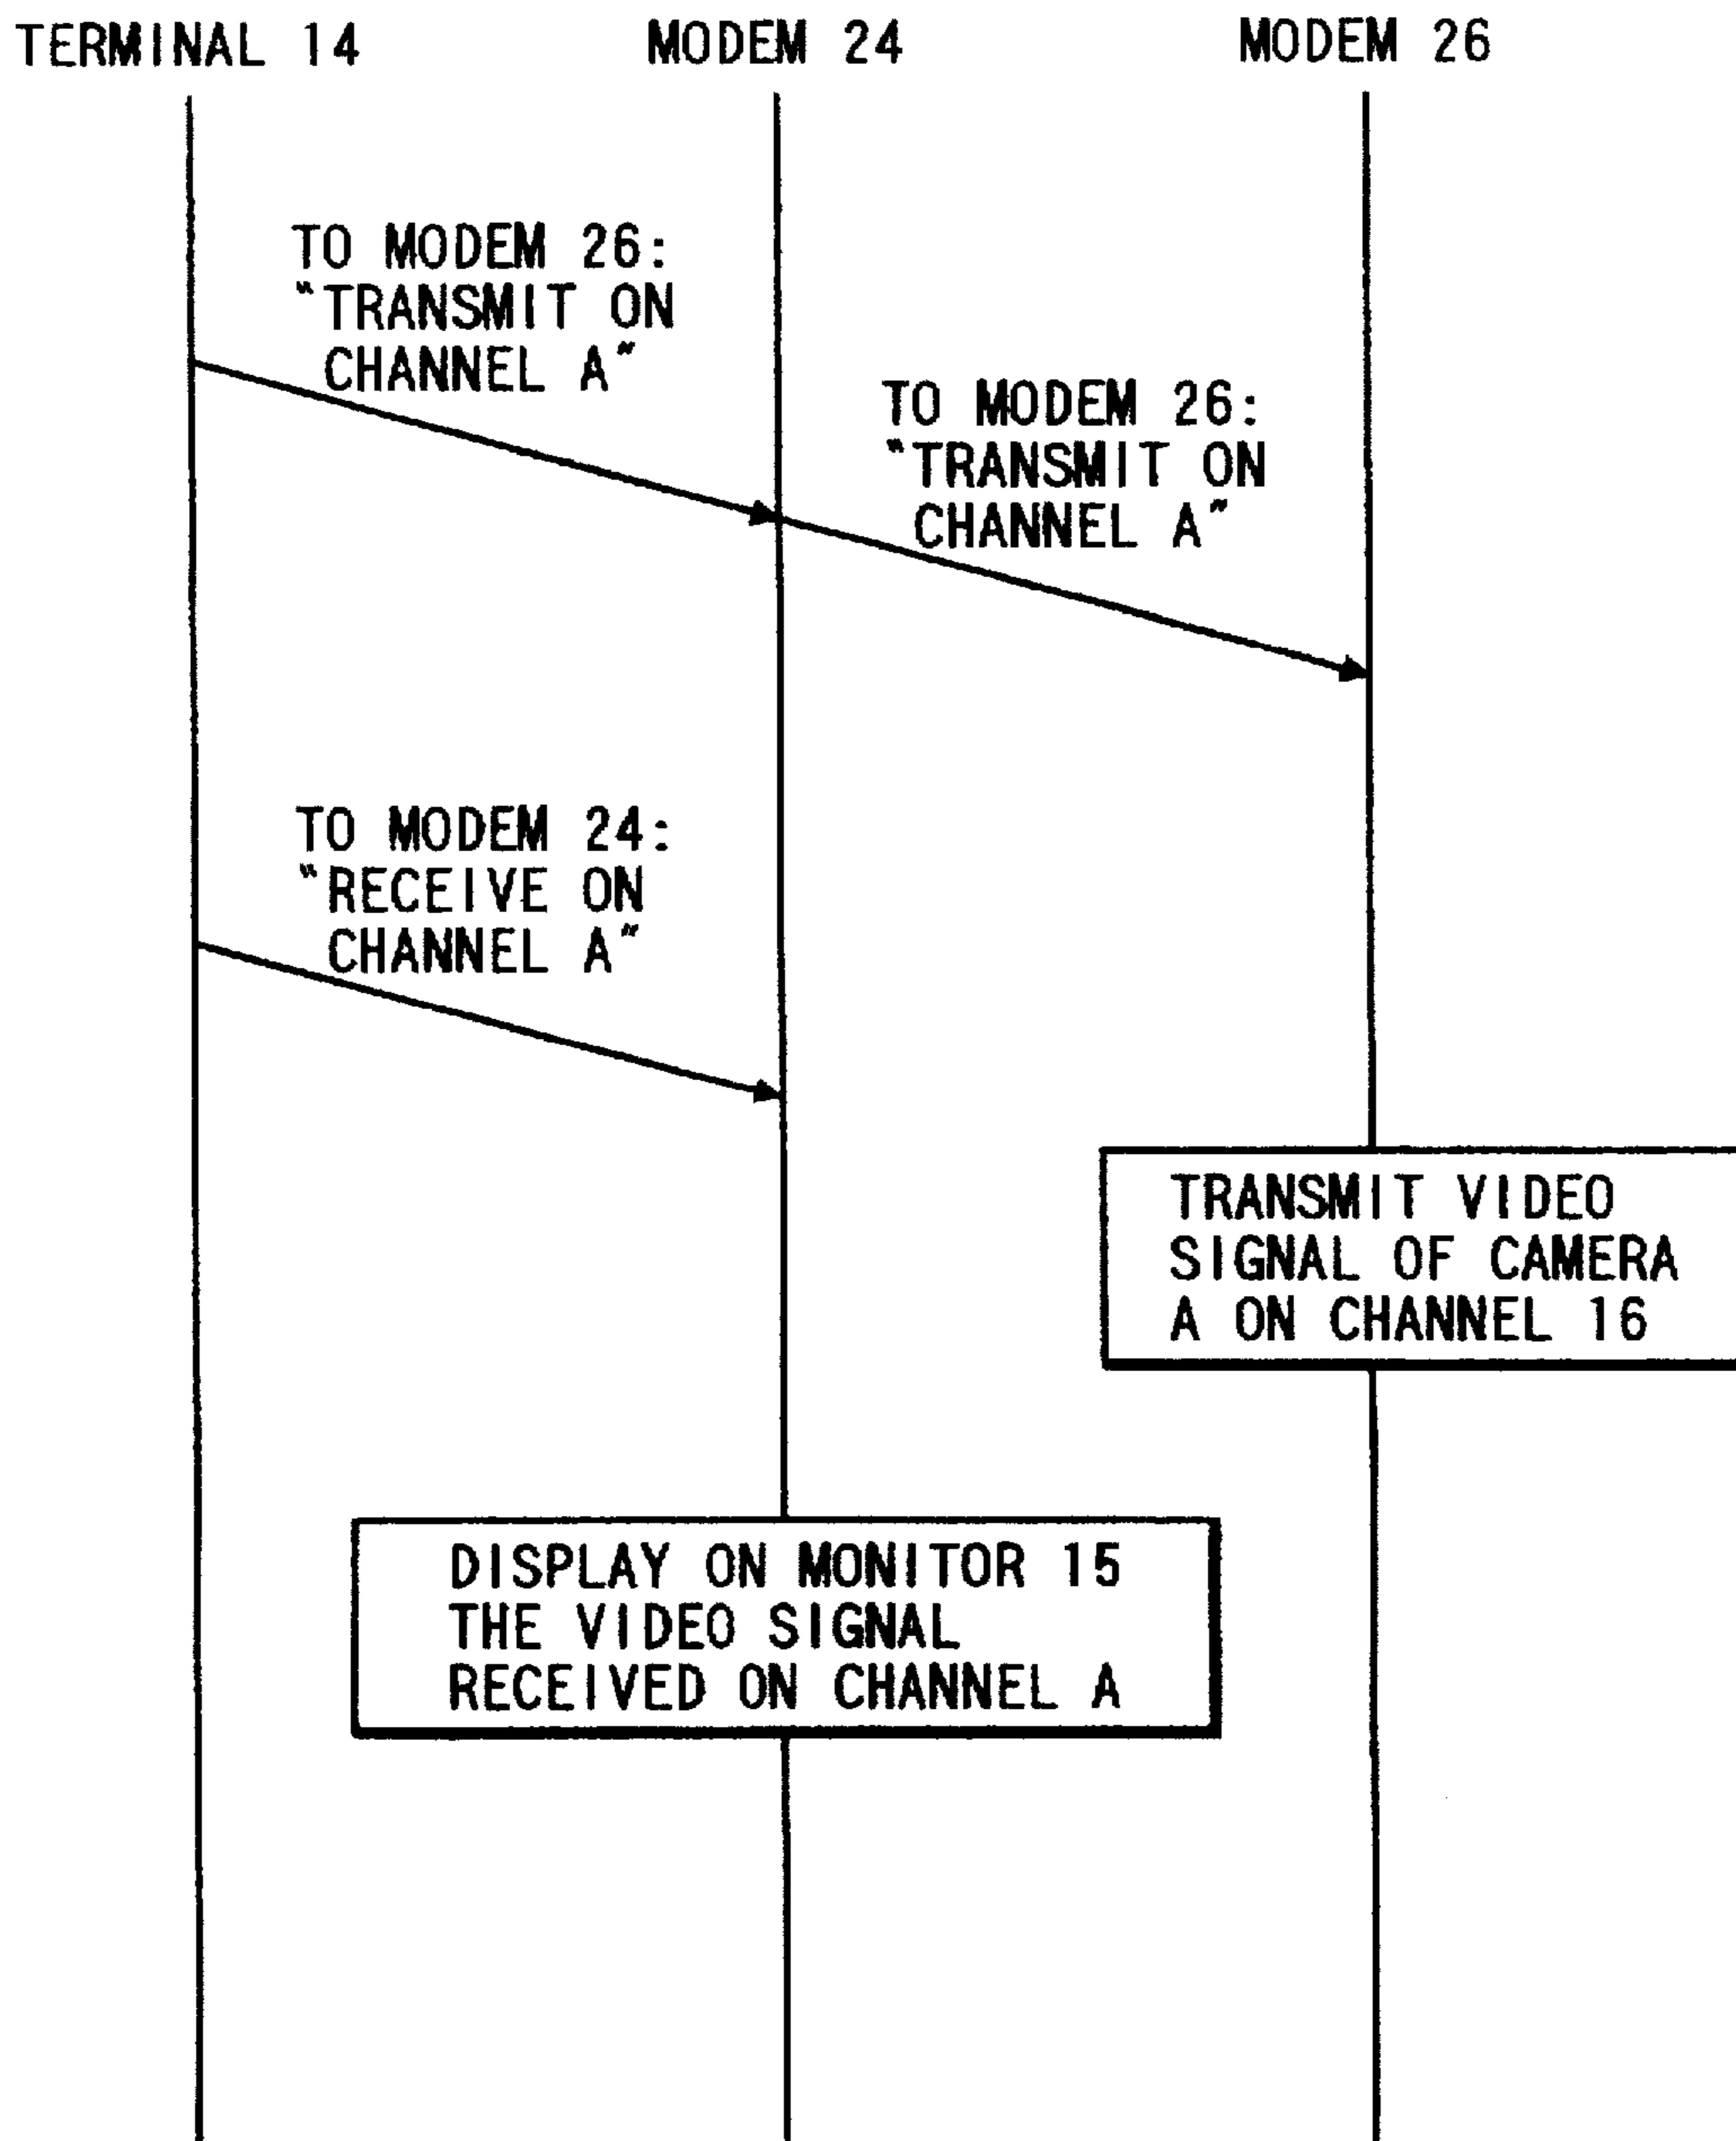 TERMINAL 14
MODEM 24
MODEM 26
TO MODEM 26:
"TRANSMIT ON
CHANNEL A"
TO MODEM 26:
"TRANSMIT ON
CHANNEL A"
TO MODEM 24:
"RECEIVE ON
CHANNEL A"
TRANSMIT VIDEO
SIGNAL OF CAMERA
A ON CHANNEL 16
DISPLAY ON MONITOR 15
THE VIDEO SIGNAL
RECEIVED ON CHANNEL A